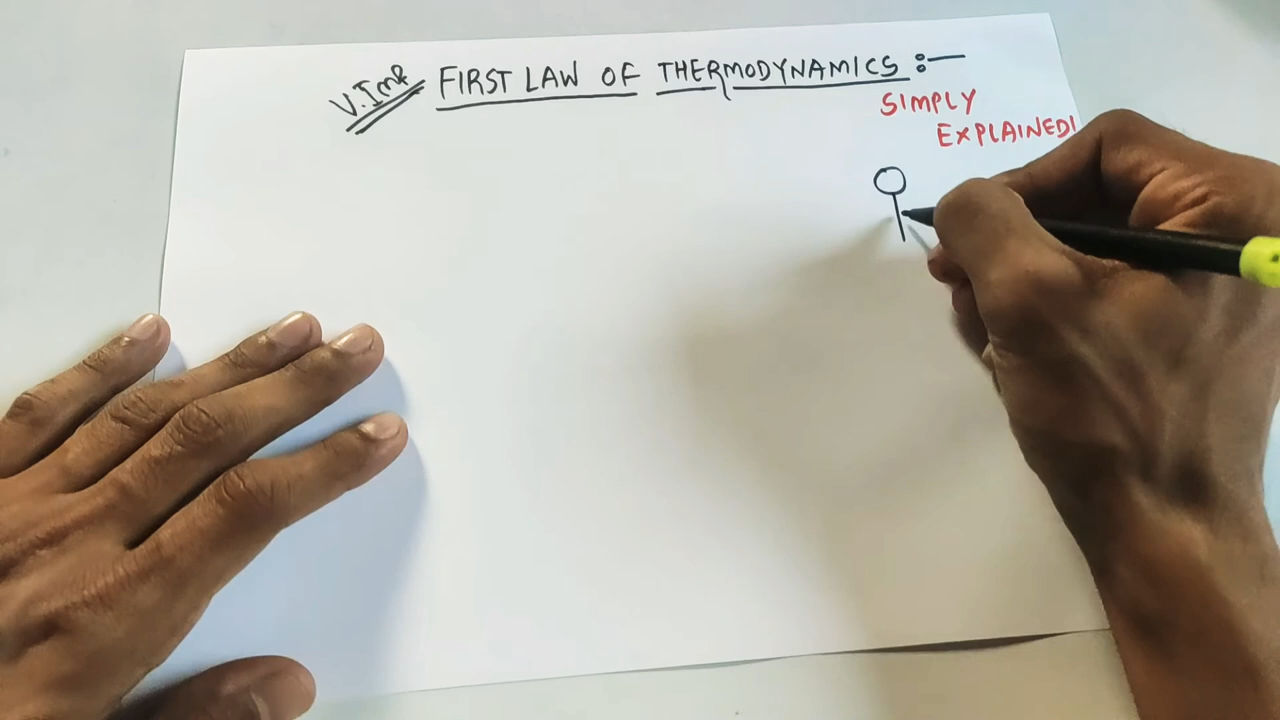 V.Imp FIRST LAW OF THERMODYNAMICS :—
SIMPLY
EXPLAINED!